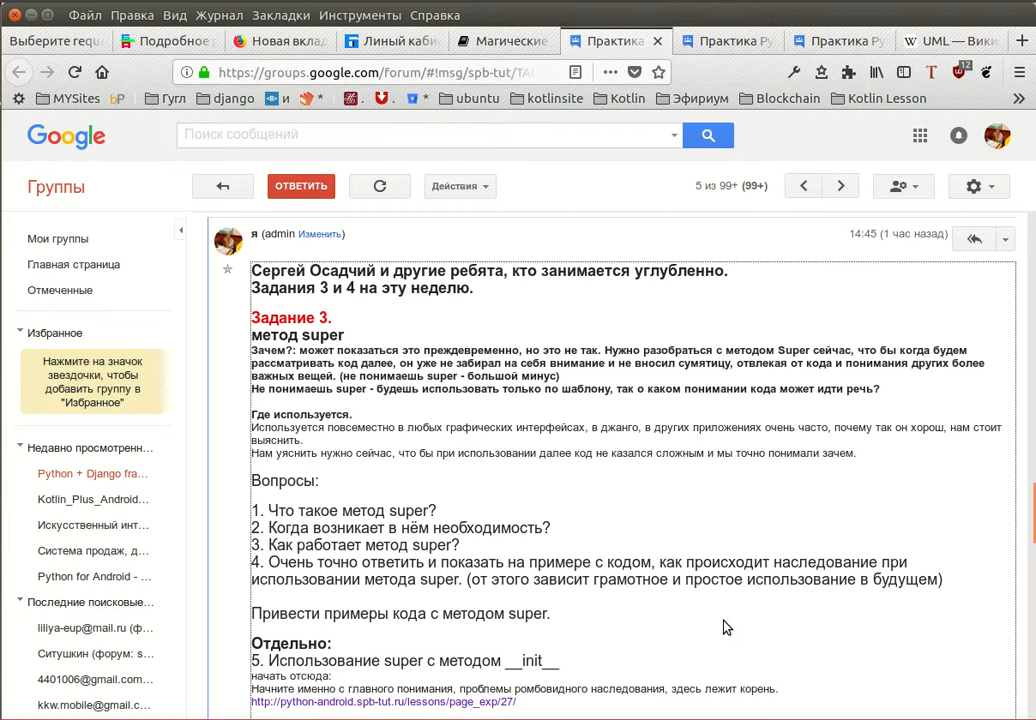 Файл Правка Вид Журнал Закладки Инструменты Справка
Выберите requ Подробное р Новая вклад Линый каби Магические Практика Практика Ру Практика Ру UML — Вики
https://groups.google.com/forum/#!msg/spb-tut/TAU 12
MYSites bP Гугл django и ubuntu kotlinsite Kotlin Эфириум Blockchain Kotlin Lesson
Google Поиск сообщений
Группы ОТВЕТИТЬ Действия 5 из 99+ (99+)
Мои группы
Главная страница
Отмеченные
Избранное
Нажмите на значок
звездочки, чтобы
добавить группу в
"Избранное"
Недавно просмотренн...
Python + Django fra...
Kotlin_Plus_Android...
Искусственный инт...
Система продаж, д...
Python for Android - ...
Последние поисковые...
liliya-eup@mail.ru (ф...
Ситушкин (форум: s...
4401006@gmail.com...
kkw.mobile@gmail.c...
я (admin Изменить) 14:45 (1 час назад)
Сергей Осадчий и другие ребята, кто занимается углубленно.
Задания 3 и 4 на эту неделю.
Задание 3.
метод super
Зачем?: может показаться это преждевременно, но это не так. Нужно разобраться с методом Super сейчас, что бы когда будем
рассматривать код далее, он уже не забирал на себя внимание и не вносил сумятицу, отвлекая от кода и понимания других более
важных вещей. (не понимаешь super - большой минус)
Не понимаешь super - будешь использовать только по шаблону, так о каком понимании кода может идти речь?
Где используется.
Используется повсеместно в любых графических интерфейсах, в джанго, в других приложениях очень часто, почему так он хорош, нам стоит
выяснить.
Нам уяснить нужно сейчас, что бы при использовании далее код не казался сложным и мы точно понимали зачем.
Вопросы:
1. Что такое метод super?
2. Когда возникает в нём необходимость?
3. Как работает метод super?
4. Очень точно ответить и показать на примере с кодом, как происходит наследование при
использовании метода super. (от этого зависит грамотное и простое использование в будущем)
Привести примеры кода с методом super.
Отдельно:
5. Использование super с методом __init__
начать отсюда:
Начните именно с главного понимания, проблемы ромбовидного наследования, здесь лежит корень.
http://python-android.spb-tut.ru/lessons/page_exp/27/